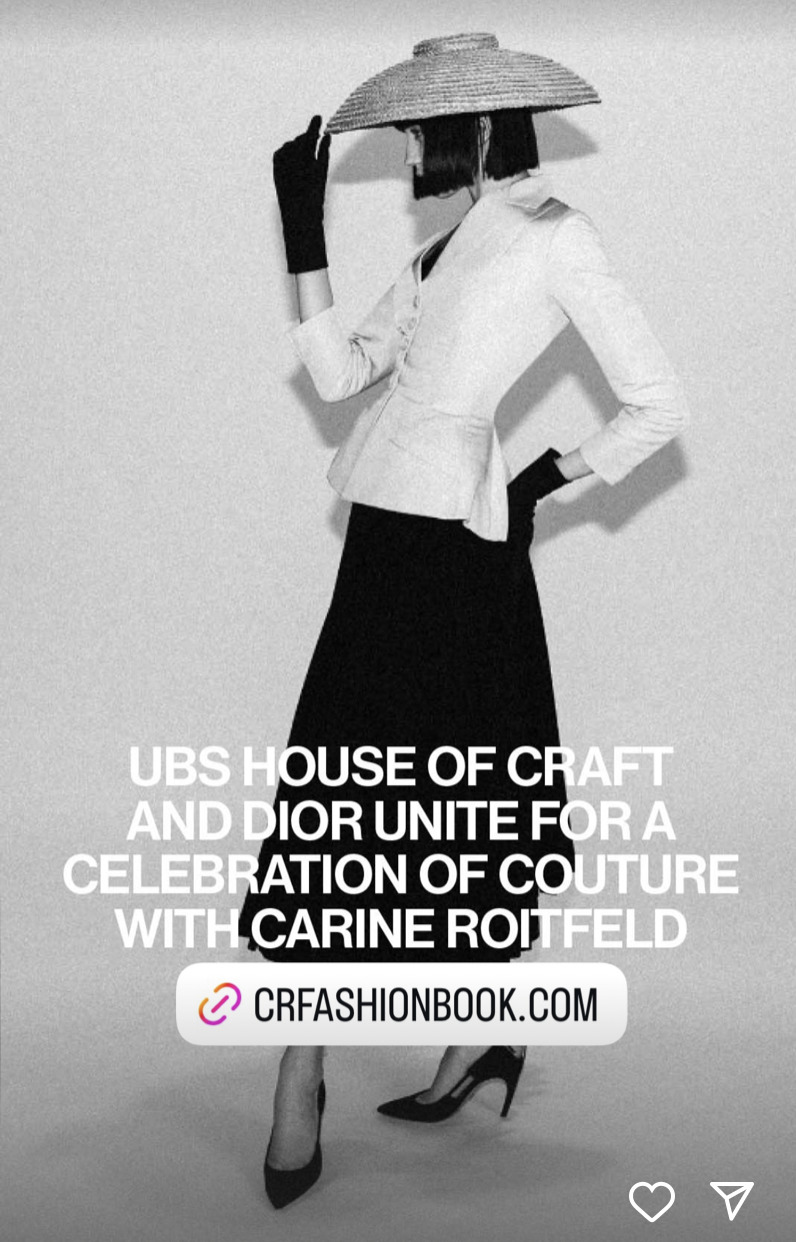 UBS HOUSE OF CRAFT
AND DIOR UNITE FOR A
CELEBRATION OF COUTURE
WITH CARINE ROITFELD
CRFASHIONBOOK.COM